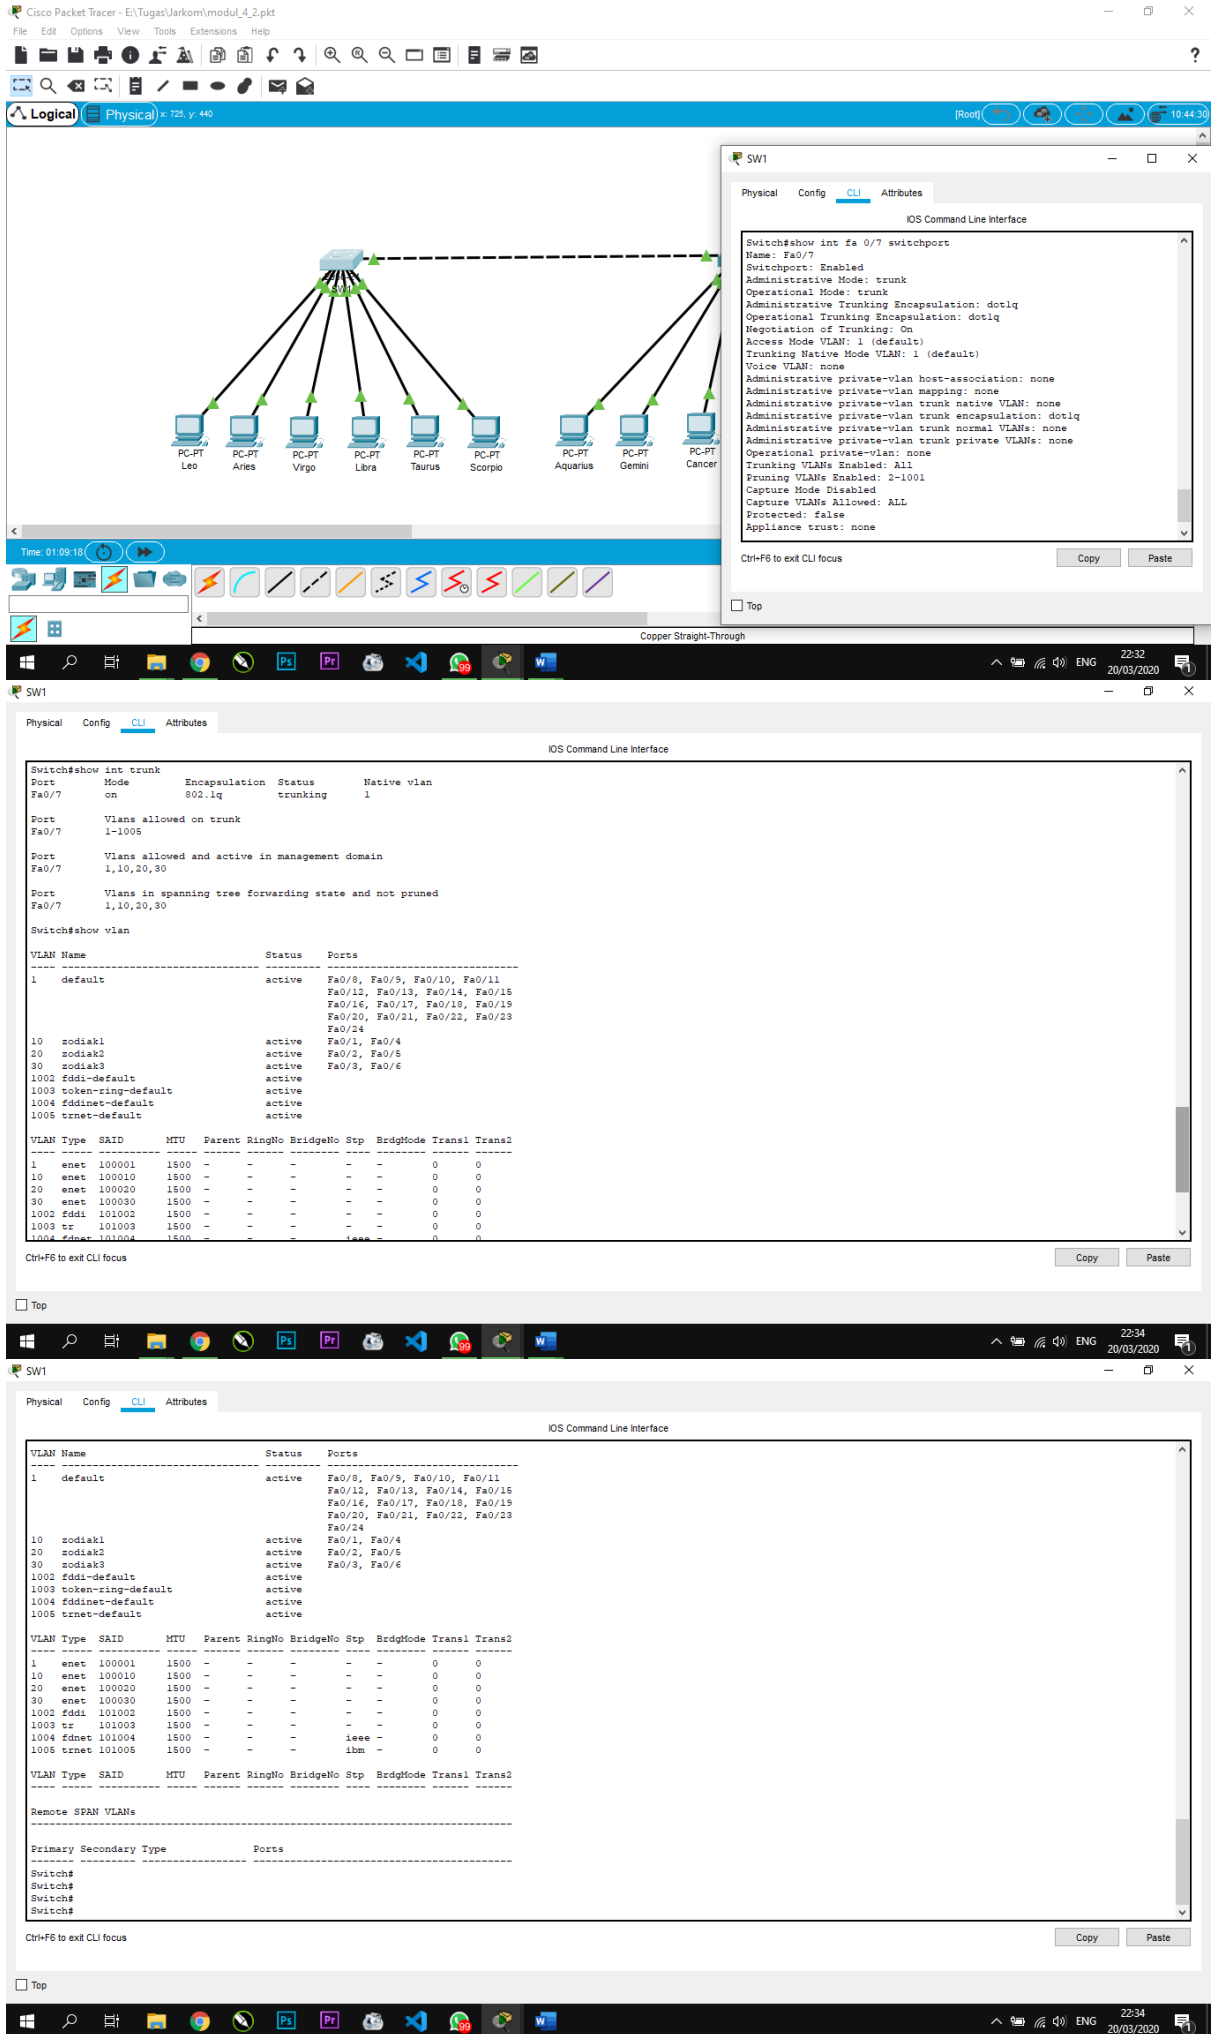 Cisco Packet Tracer - E:\Tugas\Jarkom\modul_4_2.pkt
File Edit Options View Tools Extensions Help
?
Logical Physical x: 725, y: 440 [Root] 10:44:30
SW1
Physical Config CLI Attributes
IOS Command Line Interface
Switch#show int fa 0/7 switchport
Name: Fa0/7
Switchport: Enabled
Administrative Mode: trunk
Operational Mode: trunk
Administrative Trunking Encapsulation: dot1q
Operational Trunking Encapsulation: dot1q
Negotiation of Trunking: On
Access Mode VLAN: 1 (default)
Trunking Native Mode VLAN: 1 (default)
Voice VLAN: none
Administrative private-vlan host-association: none
Administrative private-vlan mapping: none
Administrative private-vlan trunk native VLAN: none
Administrative private-vlan trunk encapsulation: dot1q
Administrative private-vlan trunk normal VLANs: none
Administrative private-vlan trunk private VLANs: none
Operational private-vlan: none
Trunking VLANs Enabled: All
Pruning VLANs Enabled: 2-1001
Capture Mode Disabled
Capture VLANs Allowed: ALL
Protected: false
Appliance trust: none
Ctrl+F6 to exit CLI focus Copy Paste
Top
SW1
PC-PT PC-PT PC-PT PC-PT PC-PT PC-PT PC-PT PC-PT PC-PT
Leo Aries Virgo Libra Taurus Scorpio Aquarius Gemini Cancer
Time: 01:09:18
Copper Straight-Through
Ps Pr 99 W ENG 22:32
20/03/2020 1
SW1
Physical Config CLI Attributes
IOS Command Line Interface
Switch#show int trunk
Port Mode Encapsulation Status Native vlan
Fa0/7 on 802.1q trunking 1
Port Vlans allowed on trunk
Fa0/7 1-1005
Port Vlans allowed and active in management domain
Fa0/7 1,10,20,30
Port Vlans in spanning tree forwarding state and not pruned
Fa0/7 1,10,20,30
Switch#show vlan
VLAN Name Status Ports
---- -------------------------------- --------- -------------------------------
1 default active Fa0/8, Fa0/9, Fa0/10, Fa0/11
Fa0/12, Fa0/13, Fa0/14, Fa0/15
Fa0/16, Fa0/17, Fa0/18, Fa0/19
Fa0/20, Fa0/21, Fa0/22, Fa0/23
Fa0/24
10 zodiak1 active Fa0/1, Fa0/4
20 zodiak2 active Fa0/2, Fa0/5
30 zodiak3 active Fa0/3, Fa0/6
1002 fddi-default active
1003 token-ring-default active
1004 fddinet-default active
1005 trnet-default active
VLAN Type SAID MTU Parent RingNo BridgeNo Stp BrdgMode Trans1 Trans2
---- ----- ---------- ----- ------ ------ -------- ---- -------- ------ ------
1 enet 100001 1500 - - - - - 0 0
10 enet 100010 1500 - - - - - 0 0
20 enet 100020 1500 - - - - - 0 0
30 enet 100030 1500 - - - - - 0 0
1002 fddi 101002 1500 - - - - - 0 0
1003 tr 101003 1500 - - - - - 0 0
1004 fdnet 101004 1500 - - - ieee - 0 0
Ctrl+F6 to exit CLI focus Copy Paste
Top
Ps Pr 99 W ENG 22:34
20/03/2020 1
SW1
Physical Config CLI Attributes
IOS Command Line Interface
VLAN Name Status Ports
---- -------------------------------- --------- -------------------------------
1 default active Fa0/8, Fa0/9, Fa0/10, Fa0/11
Fa0/12, Fa0/13, Fa0/14, Fa0/15
Fa0/16, Fa0/17, Fa0/18, Fa0/19
Fa0/20, Fa0/21, Fa0/22, Fa0/23
Fa0/24
10 zodiak1 active Fa0/1, Fa0/4
20 zodiak2 active Fa0/2, Fa0/5
30 zodiak3 active Fa0/3, Fa0/6
1002 fddi-default active
1003 token-ring-default active
1004 fddinet-default active
1005 trnet-default active
VLAN Type SAID MTU Parent RingNo BridgeNo Stp BrdgMode Trans1 Trans2
---- ----- ---------- ----- ------ ------ -------- ---- -------- ------ ------
1 enet 100001 1500 - - - - - 0 0
10 enet 100010 1500 - - - - - 0 0
20 enet 100020 1500 - - - - - 0 0
30 enet 100030 1500 - - - - - 0 0
1002 fddi 101002 1500 - - - - - 0 0
1003 tr 101003 1500 - - - - - 0 0
1004 fdnet 101004 1500 - - - ieee - 0 0
1005 trnet 101005 1500 - - - ibm - 0 0
VLAN Type SAID MTU Parent RingNo BridgeNo Stp BrdgMode Trans1 Trans2
---- ----- ---------- ----- ------ ------ -------- ---- -------- ------ ------
Remote SPAN VLANs
------------------------------------------------------------------------------
Primary Secondary Type Ports
------- --------- ----------------- ------------------------------------------
Switch#
Switch#
Switch#
Switch#
Ctrl+F6 to exit CLI focus Copy Paste
Top
Ps Pr 99 W ENG 22:34
20/03/2020 1